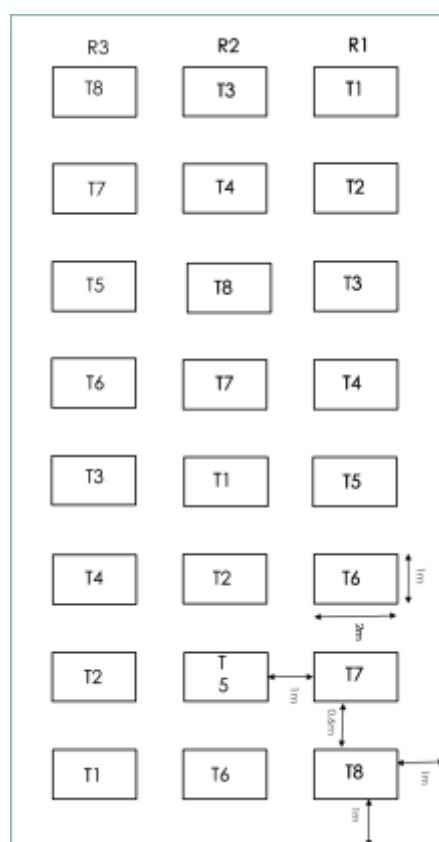 R3 R2 R1
T8 T3 T1
T7 T4 T2
T5 T8 T3
T6 T7 T4
T3 T1 T5
T4 T2 T6
1m
2m
T2 T 5 T7
1m
0.6m
T1 T6 T8
1m
1m